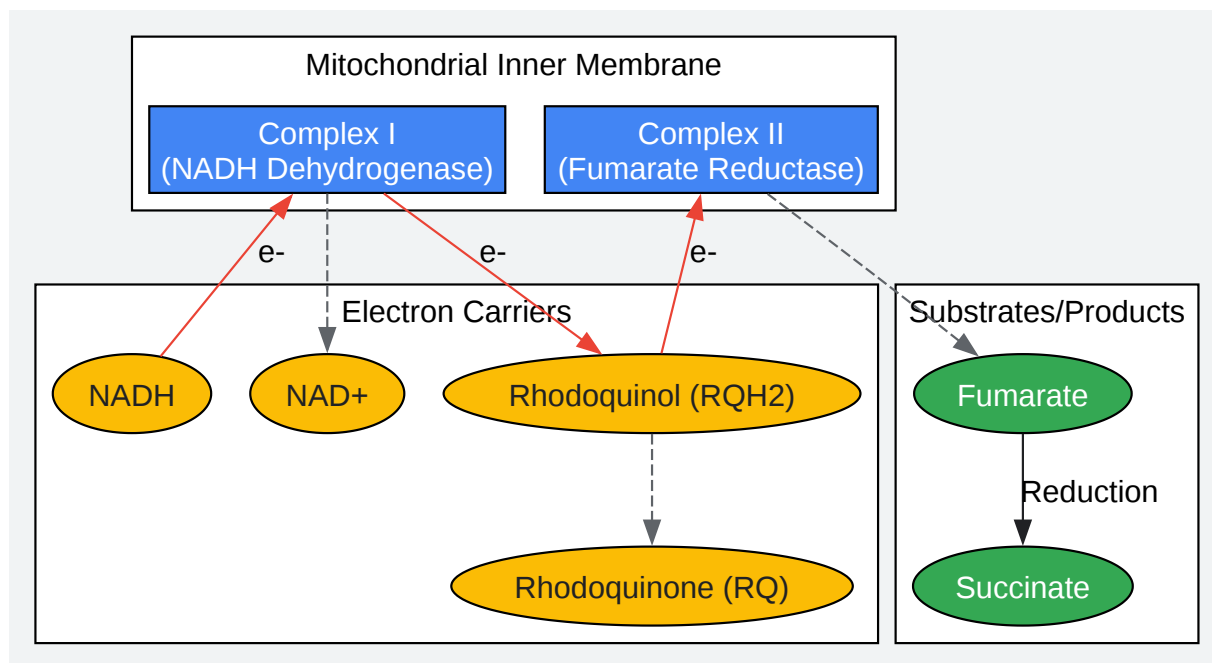 Mitochondrial Inner Membrane
Complex I
(NADH Dehydrogenase)
Complex II
(Fumarate Reductase)
e-
e-
e-
Electron Carriers
Substrates/Products
NADH
NAD+
Rhodoquinol (RQH2)
Fumarate
Reduction
Rhodoquinone (RQ)
Succinate